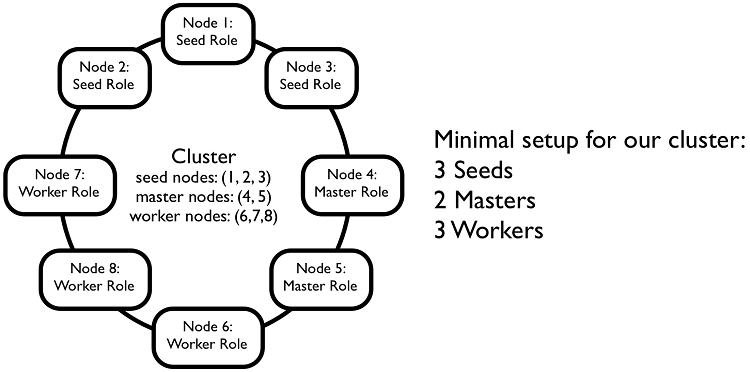 Node 1:
Seed Role
Node 2:
Seed Role
Node 3:
Seed Role
Node 7:
Worker Role
Cluster
seed nodes: (1, 2, 3)
master nodes: (4, 5)
worker nodes: (6,7,8)
Node 4:
Master Role
Node 8:
Worker Role
Node 5:
Master Role
Node 6:
Worker Role
Minimal setup for our cluster:
3 Seeds
2 Masters
3 Workers